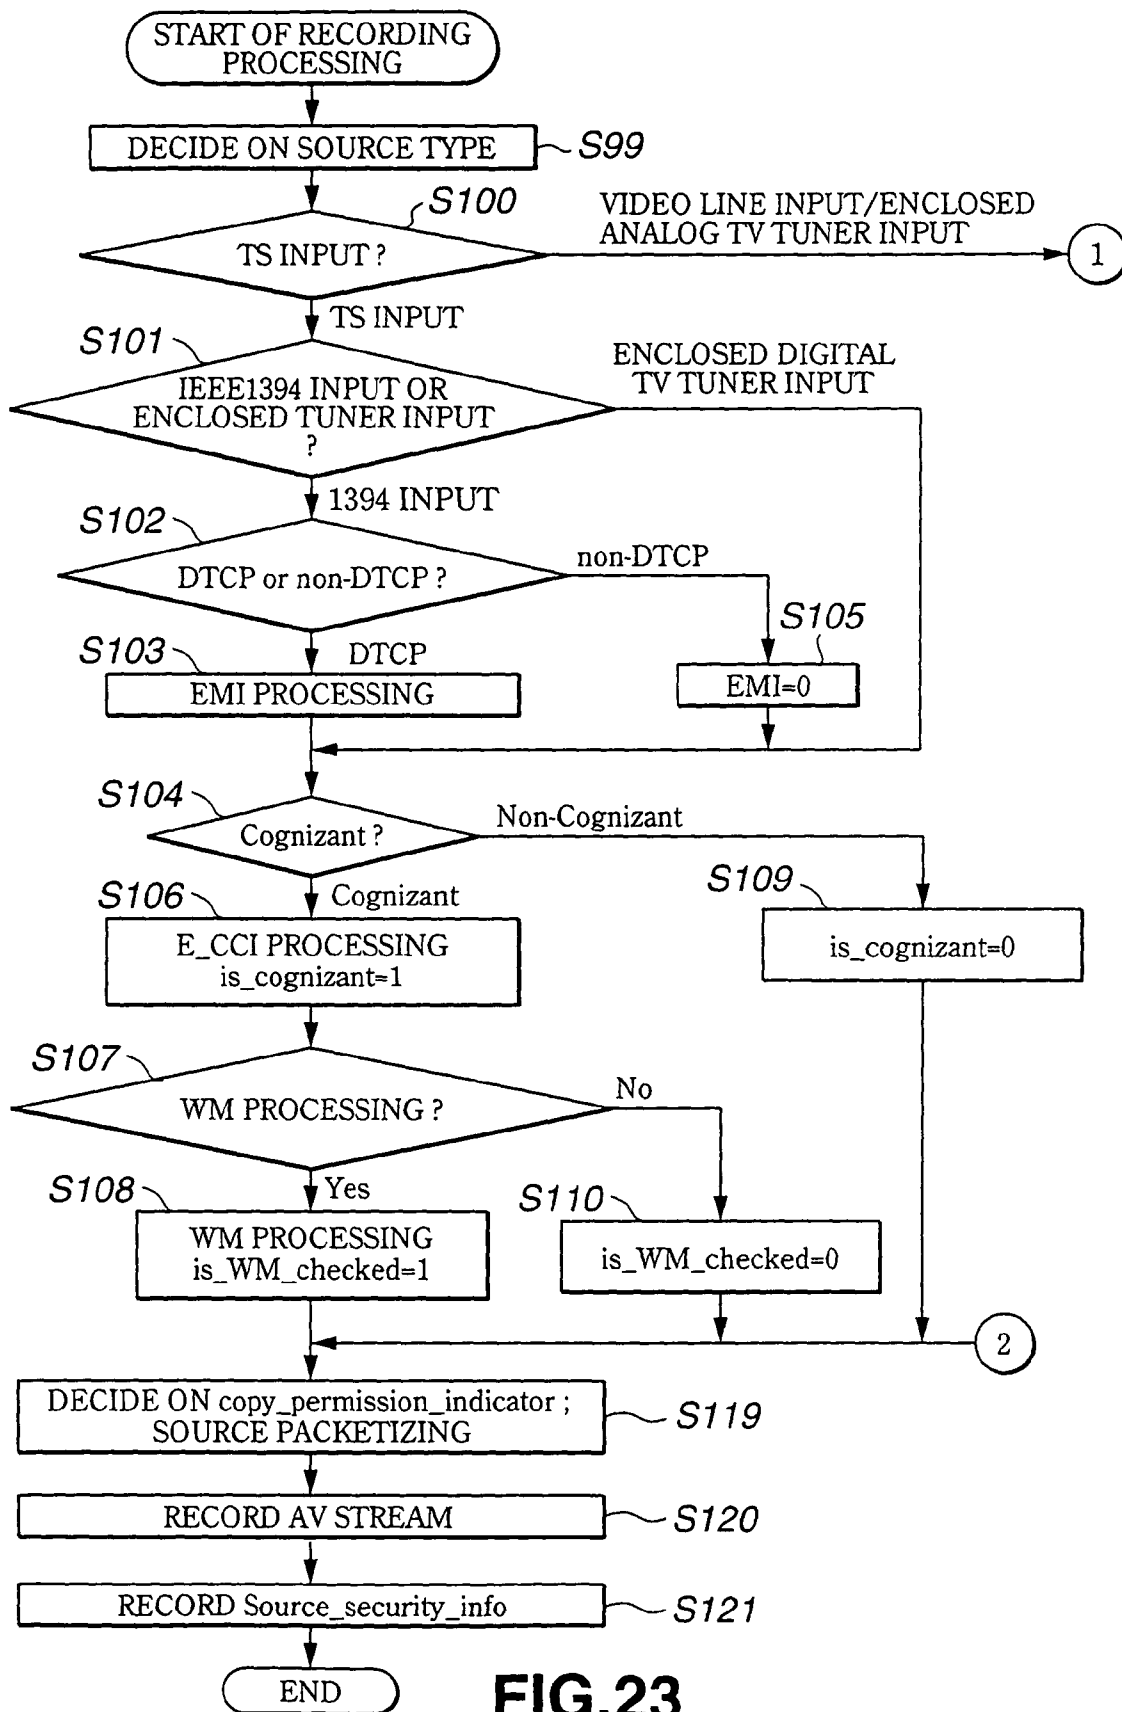 START OF RECORDING
PROCESSING
DECIDE ON SOURCE TYPE
S99
S100
TS INPUT ?
VIDEO LINE INPUT/ENCLOSED
ANALOG TV TUNER INPUT
1
TS INPUT
S101
IEEE1394 INPUT OR
ENCLOSED TUNER INPUT
?
ENCLOSED DIGITAL
TV TUNER INPUT
1394 INPUT
S102
DTCP or non-DTCP ?
non-DTCP
S105
EMI=0
S103
DTCP
EMI PROCESSING
S104
Cognizant ?
Non-Cognizant
S109
is_cognizant=0
S106
Cognizant
E_CCI PROCESSING
is_cognizant=1
S107
WM PROCESSING ?
No
S108
Yes
WM PROCESSING
is_WM_checked=1
S110
is_WM_checked=0
2
DECIDE ON copy_permission_indicator ;
SOURCE PACKETIZING
S119
RECORD AV STREAM
S120
RECORD Source_security_info
S121
END
FIG.23